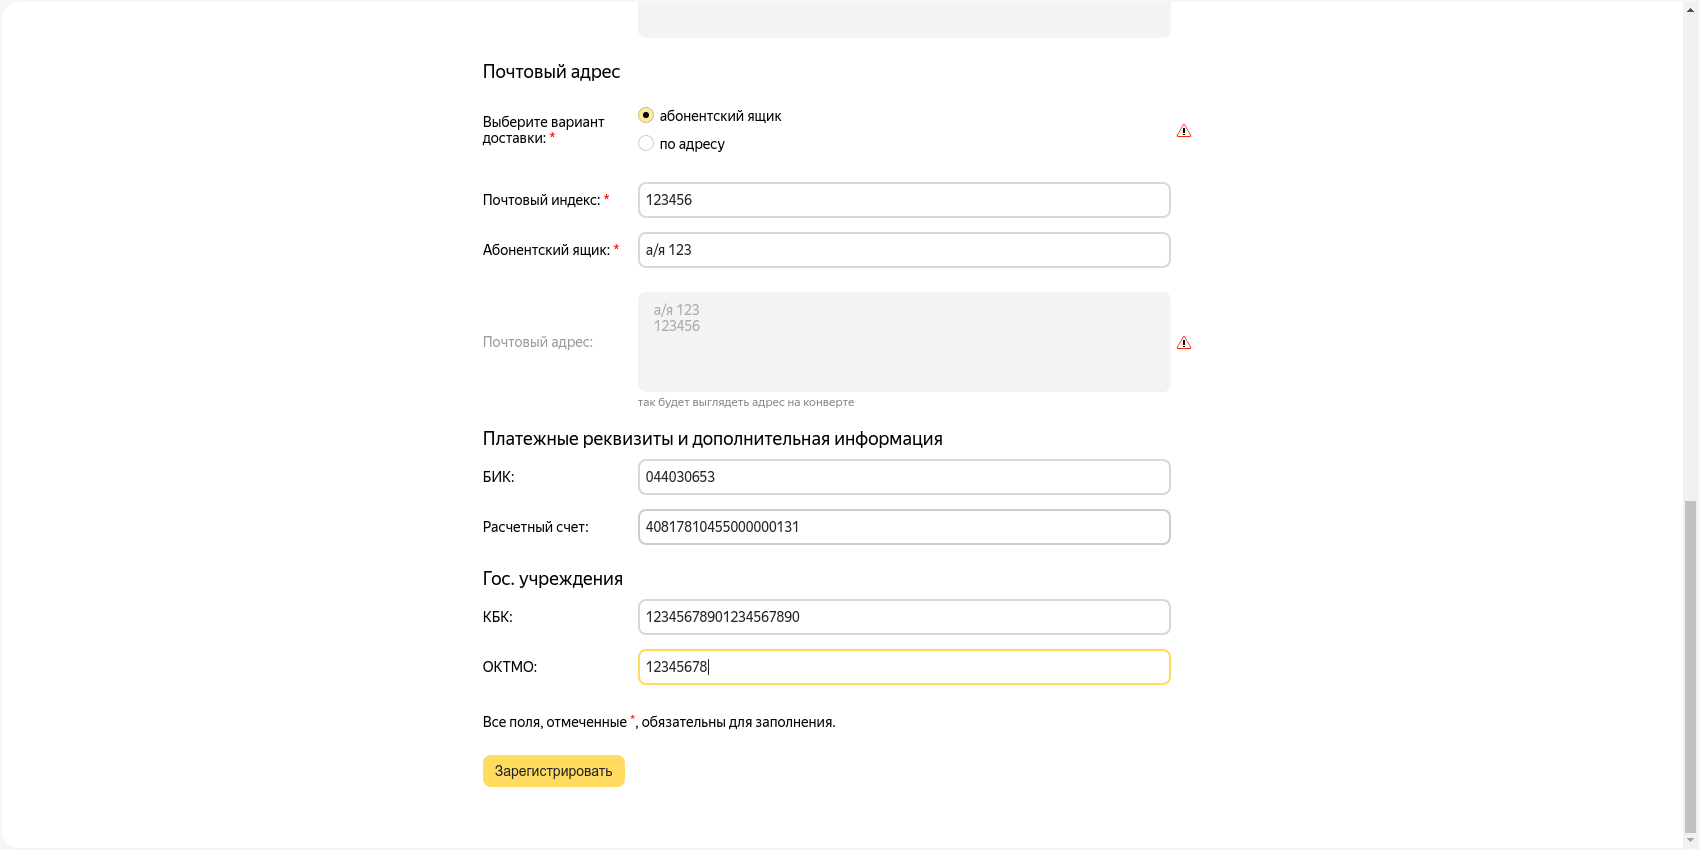 Почтовый адрес
Выберите вариант
доставки: *
абонентский ящик
по адресу
Почтовый индекс: *
123456
Абонентский ящик: *
а/я 123
Почтовый адрес:
а/я 123
123456
так будет выглядеть адрес на конверте
Платежные реквизиты и дополнительная информация
БИК:
044030653
Расчетный счет:
40817810455000000131
Гос. учреждения
КБК:
12345678901234567890
ОКТМО:
12345678
Все поля, отмеченные *, обязательны для заполнения.
Зарегистрировать